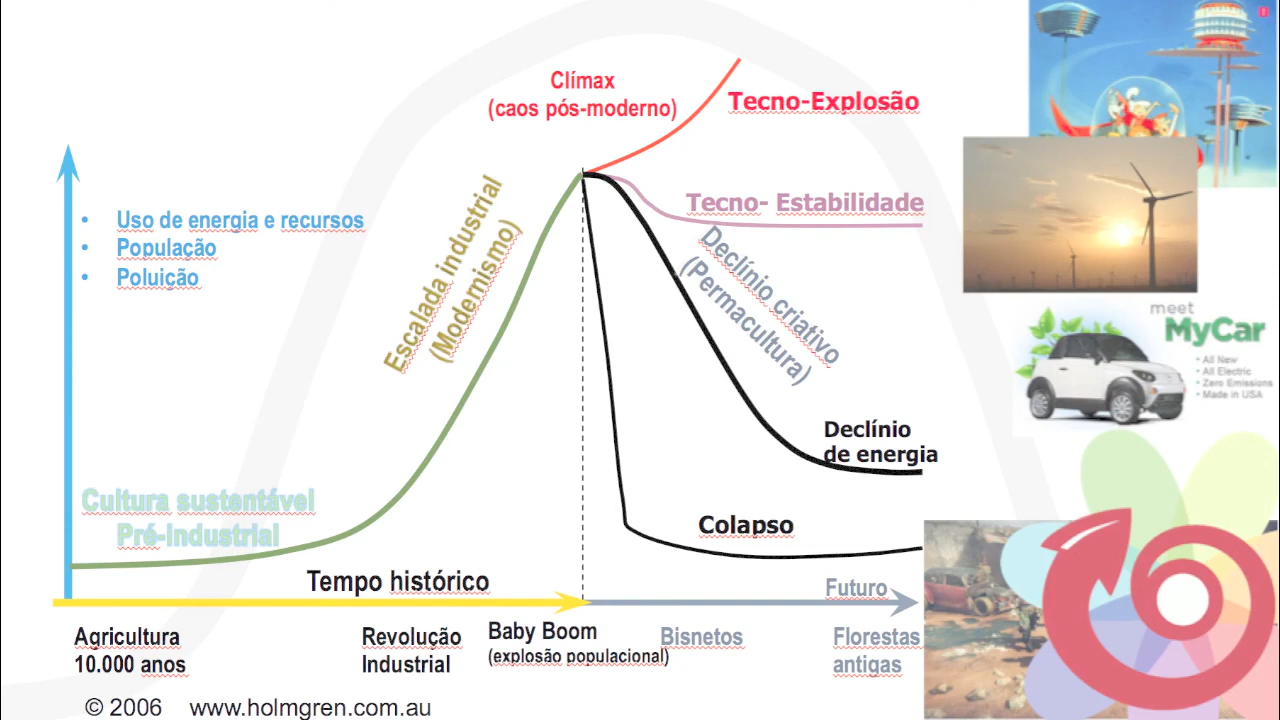 Clímax
(caos pós-moderno)
Tecno-Explosão
• Uso de energia e recursos
• População
• Poluição
Escalada industrial
(Modernismo)
Tecno- Estabilidade
Declínio criativo
(Permacultura)
meet
MyCar
• All New
• All Electric
• Zero Emissions
• Made in USA
Declínio
de energia
Cultura sustentável
Pré-industrial
Colapso
Tempo histórico
Futuro
Agricultura
10.000 anos
Revolução
Industrial
Baby Boom
(explosão populacional)
Bisnetos
Florestas
antigas
© 2006 www.holmgren.com.au